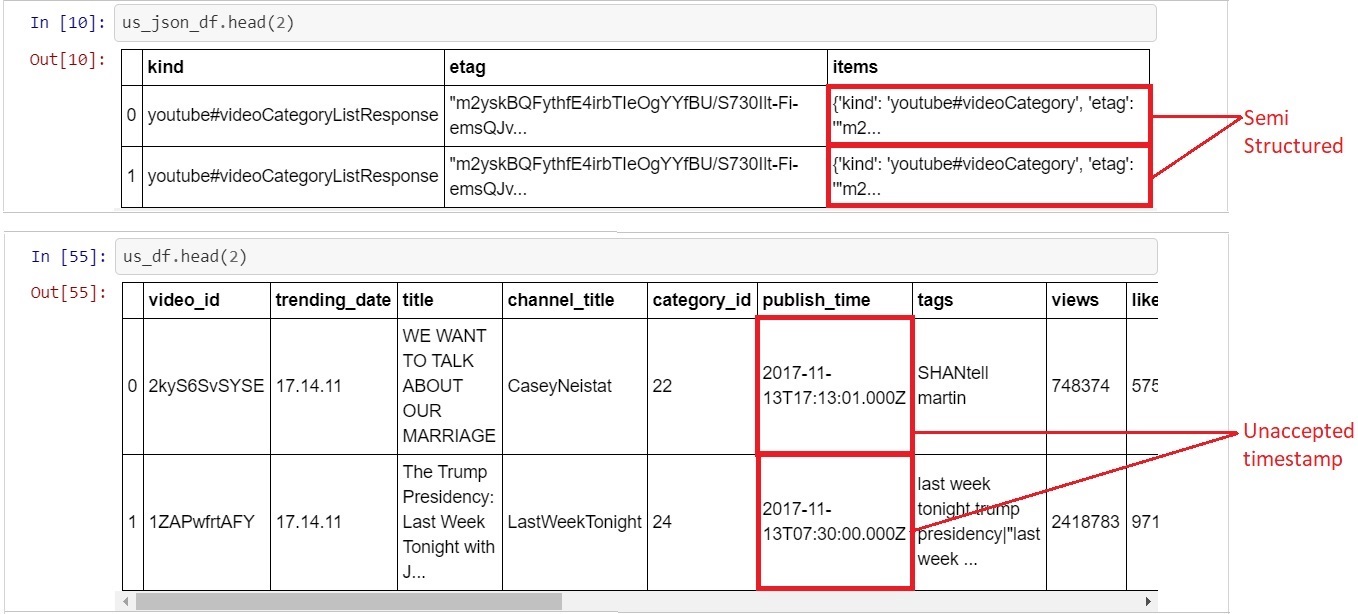 In [10]: us_json_df.head(2)
Out[10]:
kind etag items
0 youtube#videoCategoryListResponse "m2yskBQFythfE4irbTIeOgYYfBU/S730Ilt-Fi-
emsQJv... {'kind': 'youtube#videoCategory', 'etag':
'"m2...
1 youtube#videoCategoryListResponse "m2yskBQFythfE4irbTIeOgYYfBU/S730Ilt-Fi-
emsQJv... {'kind': 'youtube#videoCategory', 'etag':
'"m2...
Semi
Structured
In [55]: us_df.head(2)
Out[55]:
video_id trending_date title channel_title category_id publish_time tags views like
0 2kyS6SvSYSE 17.14.11 WE WANT
TO TALK
ABOUT
OUR
MARRIAGE
CaseyNeistat 22 2017-11-
13T17:13:01.000Z
SHANtell
martin
748374 575
1 1ZAPwfrtAFY 17.14.11 The Trump
Presidency:
Last Week
Tonight with
J...
LastWeekTonight 24 2017-11-
13T07:30:00.000Z
last week
tonight trump
presidency|"last
week ...
2418783 971
Unaccepted
timestamp